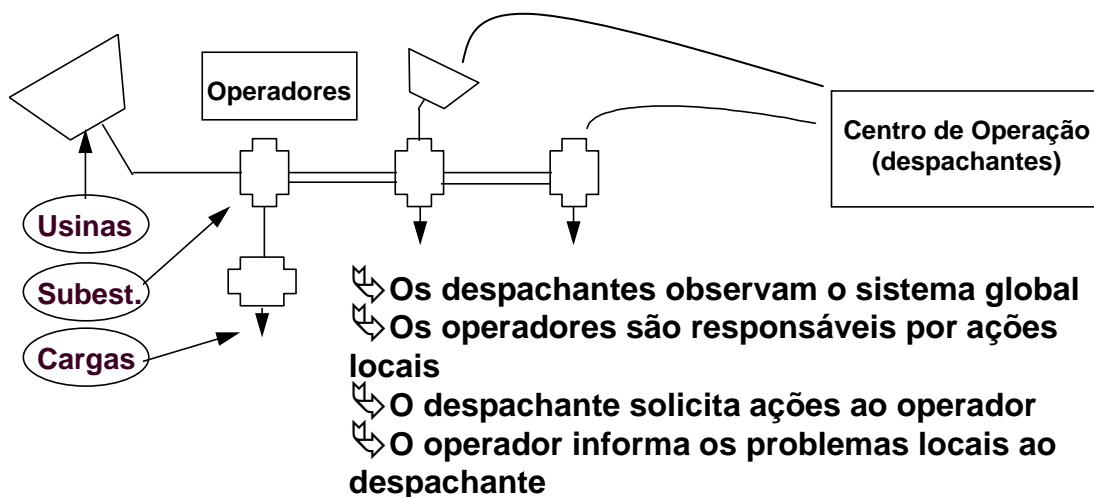 Operadores
Centro de Operação
(despachantes)
Usinas
Subest.
Cargas
Os despachantes observam o sistema global
Os operadores são responsáveis por ações
locais
O despachante solicita ações ao operador
O operador informa os problemas locais ao
despachante